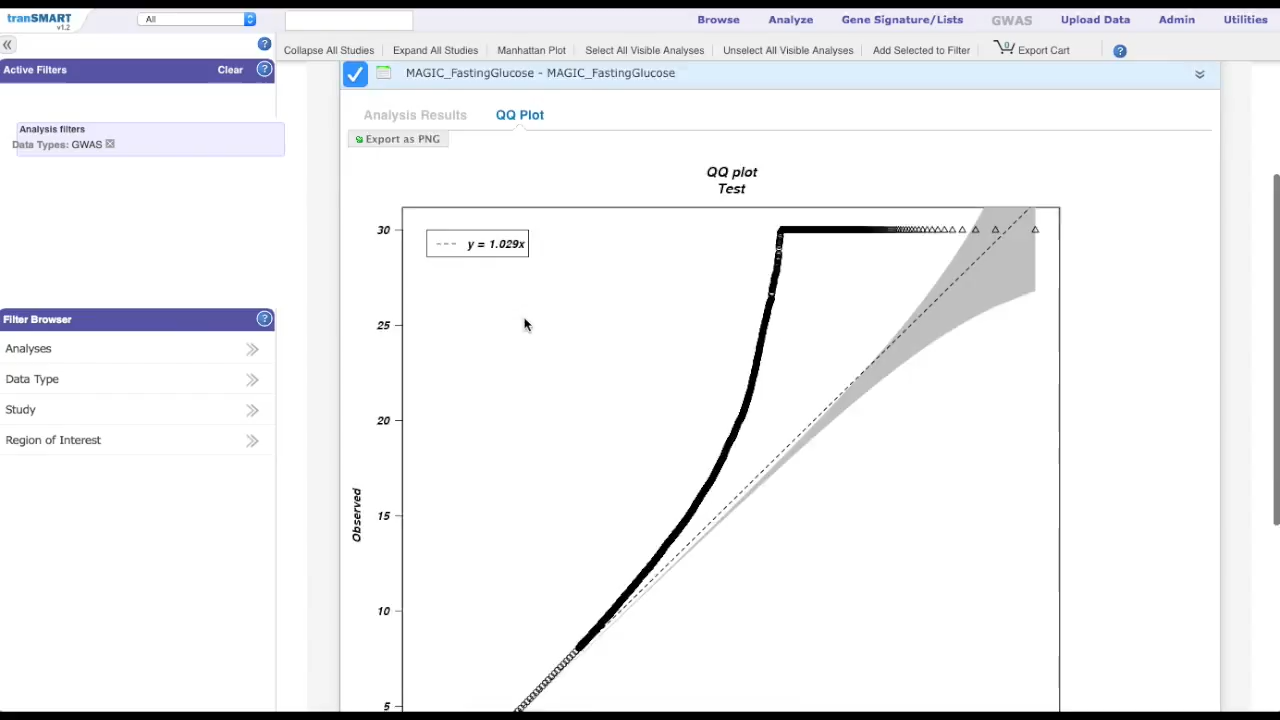 tranSMART
v1.2
All
Browse
Analyze
Gene Signature/Lists
GWAS
Upload Data
Admin
Utilities
Collapse All Studies
Expand All Studies
Manhattan Plot
Select All Visible Analyses
Unselect All Visible Analyses
Add Selected to Filter
0
Export Cart
?
?
Active Filters
Clear
?
Analysis filters
Data Types: GWAS
Filter Browser
?
Analyses
Data Type
Study
Region of Interest
MAGIC_FastingGlucose - MAGIC_FastingGlucose
Analysis Results
QQ Plot
Export as PNG
QQ plot
Test
y = 1.029x
30
25
20
15
10
5
Observed